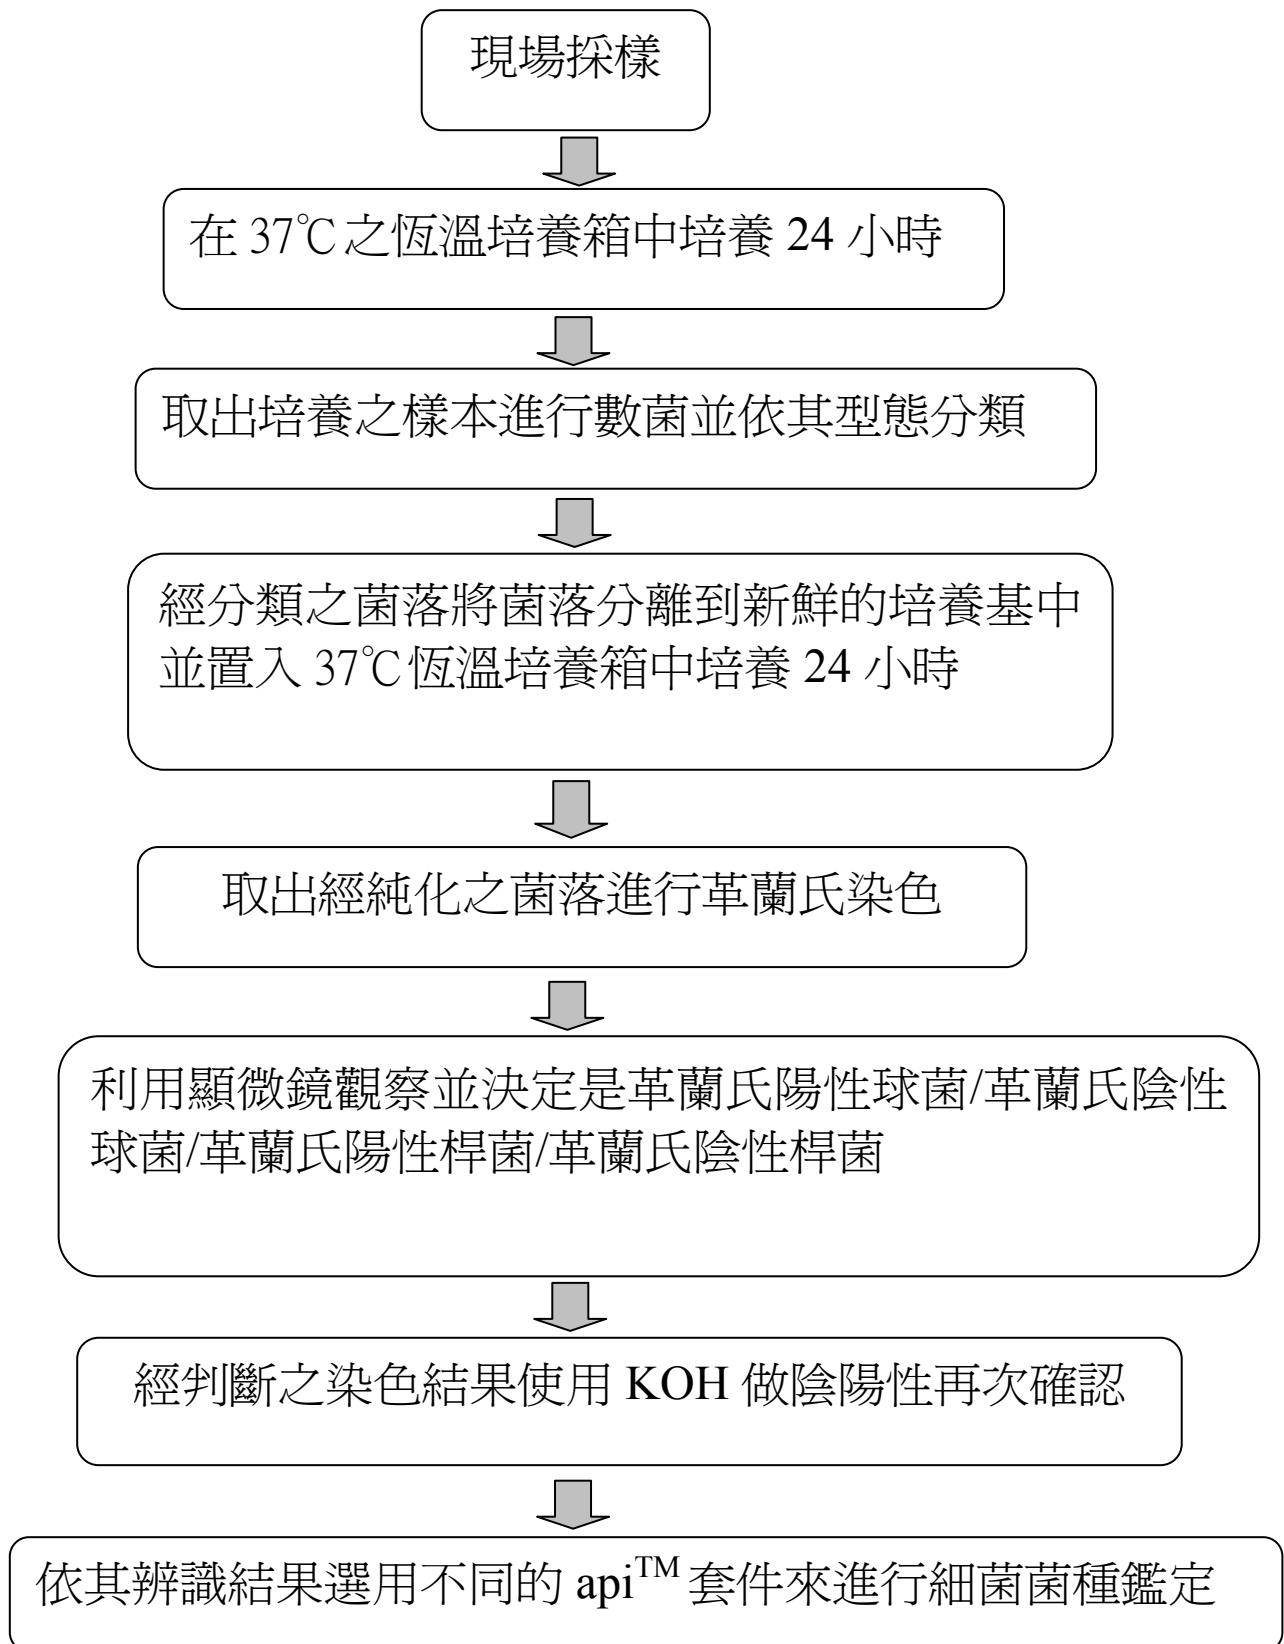 現場採樣
在 37℃之恆溫培養箱中培養 24 小時
取出培養之樣本進行數菌並依其型態分類
經分類之菌落將菌落分離到新鮮的培養基中
並置入 37℃恆溫培養箱中培養 24 小時
取出經純化之菌落進行革蘭氏染色
利用顯微鏡觀察並決定是革蘭氏陽性球菌/革蘭氏陰性
球菌/革蘭氏陽性桿菌/革蘭氏陰性桿菌
經判斷之染色結果使用 KOH 做陰陽性再次確認
依其辨識結果選用不同的 api™ 套件來進行細菌菌種鑑定